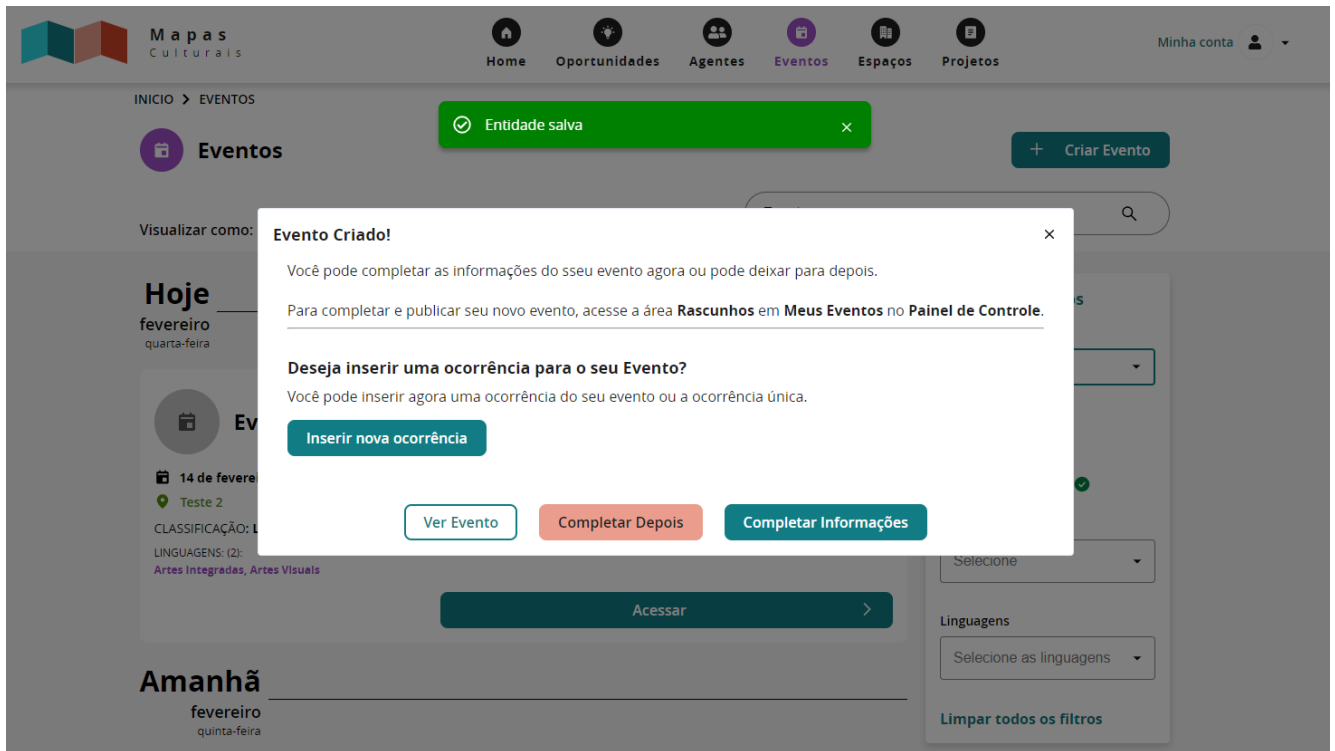 Mapas
Culturais
Home
Oportunidades
Agentes
Eventos
Espaços
Projetos
Minha conta
INICIO > EVENTOS
Entidade salva
Eventos
+ Criar Evento
Visualizar como:
Evento Criado!
Você pode completar as informações do sseu evento agora ou pode deixar para depois.
Para completar e publicar seu novo evento, acesse a área Rascunhos em Meus Eventos no Painel de Controle.
Deseja inserir uma ocorrência para o seu Evento?
Você pode inserir agora uma ocorrência do seu evento ou a ocorrência única.
Inserir nova ocorrência
Ver Evento
Completar Depois
Completar Informações
Hoje
fevereiro
quarta-feira
Ev
14 de feverei
Teste 2
CLASSIFICAÇÃO: L
LINGUAGENS: (2):
Artes Integradas, Artes Visuais
Acessar
Amanhã
fevereiro
quinta-feira
s
Selecione
Linguagens
Selecione as linguagens
Limpar todos os filtros